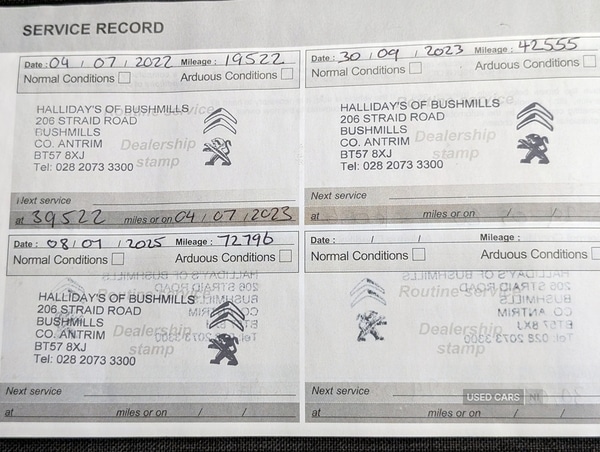 SERVICE RECORD
Date : 04 / 07 / 2022 Mileage : 19522
Normal Conditions Arduous Conditions
HALLIDAY'S OF BUSHMILLS
206 STRAID ROAD
BUSHMILLS
CO. ANTRIM
BT57 8XJ
Tel: 028 2073 3300
Dealership
stamp
Next service
at 39522 miles or on 04 / 07 / 2023
Date : 30 / 09 / 2023 Mileage : 42555
Normal Conditions Arduous Conditions
HALLIDAY'S OF BUSHMILLS
206 STRAID ROAD
BUSHMILLS
CO. ANTRIM
BT57 8XJ
Tel: 028 2073 3300
Dealership
stamp
Next service
at miles or on / /
Date : 08 / 07 / 2025 Mileage : 72796
Normal Conditions Arduous Conditions
HALLIDAY'S OF BUSHMILLS
206 STRAID ROAD
BUSHMILLS
CO. ANTRIM
BT57 8XJ
Tel: 028 2073 3300
Dealership
stamp
Next service
at miles or on / /
Date : / / Mileage :
Normal Conditions Arduous Conditions
Routine service
Dealership
stamp
Next service
at miles or on / /
USED CARS NI